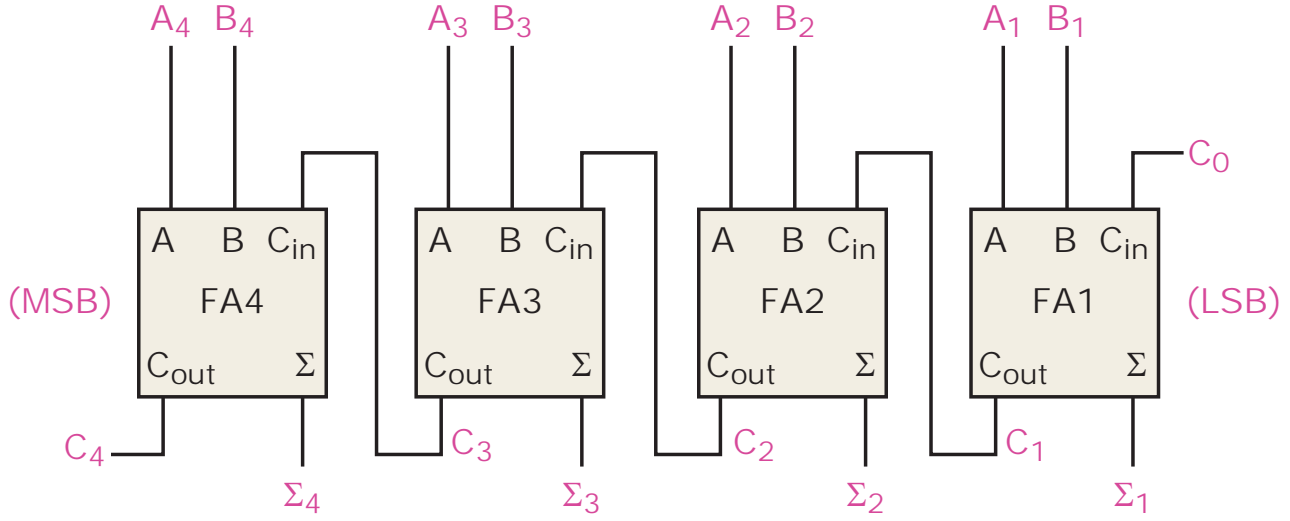 A4 B4 A3 B3 A2 B2 A1 B1
C0
A B Cin A B Cin A B Cin A B Cin
(MSB) FA4 FA3 FA2 FA1 (LSB)
Cout Σ Cout Σ Cout Σ Cout Σ
C4 C3 C2 C1
Σ4 Σ3 Σ2 Σ1